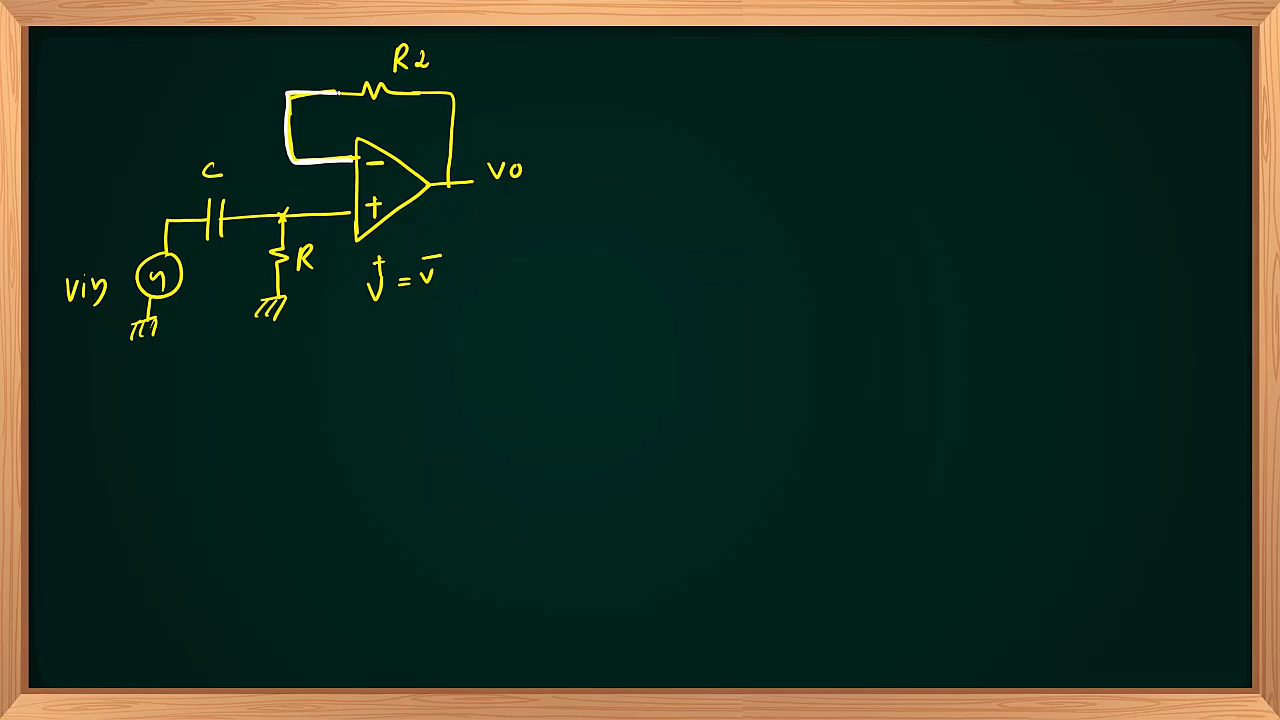 R2
-
C
Vo
+
R
Vin
V⁺ = V⁻